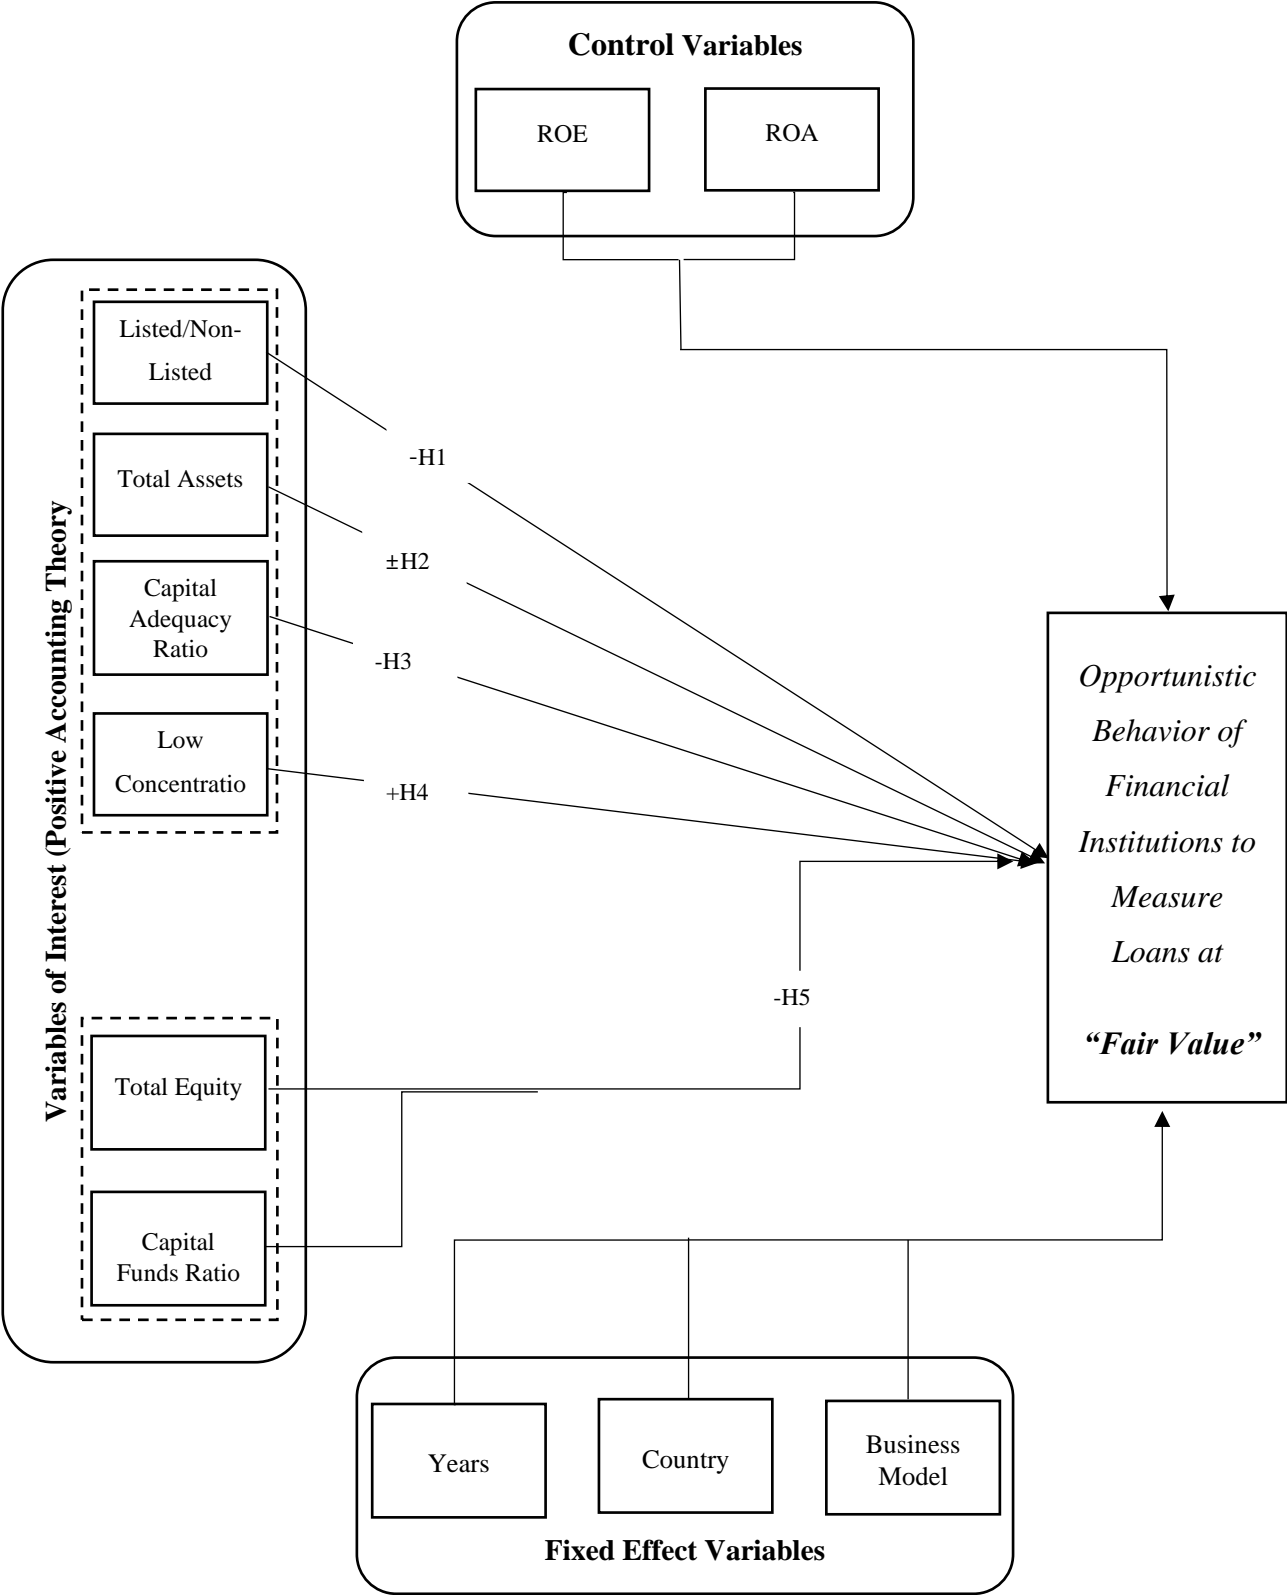 Control Variables
ROE
ROA
Variables of Interest (Positive Accounting Theory
Listed/Non-
Listed
Total Assets
Capital
Adequacy
Ratio
Low
Concentratio
Total Equity
Capital
Funds Ratio
-H1
±H2
-H3
+H4
-H5
Opportunistic
Behavior of
Financial
Institutions to
Measure
Loans at
“Fair Value”
Years
Country
Business
Model
Fixed Effect Variables